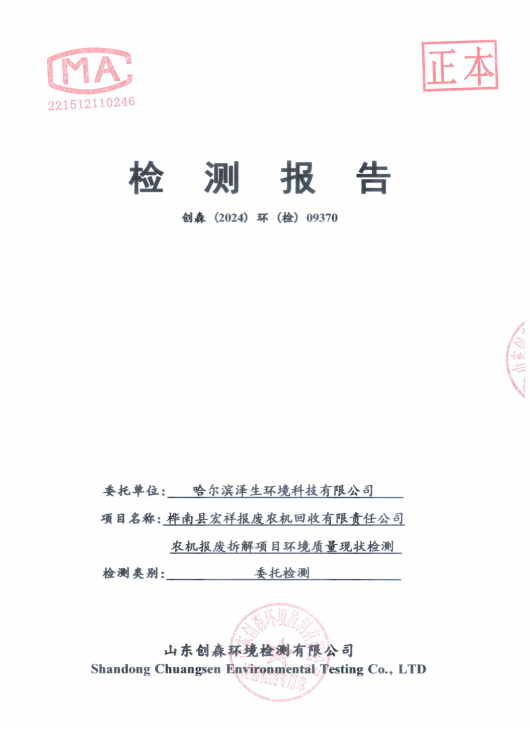 MA
221512110246
正本
检测报告
创森 (2024) 环 (检) 09370
委托单位: 哈尔滨泽生环境科技有限公司
项目名称: 桦南县宏祥报废农机回收有限责任公司
农机报废拆解项目环境质量现状检测
检测类别: 委托检测
山东创森环境检测有限公司
Shandong Chuangsen Environmental Testing Co., LTD